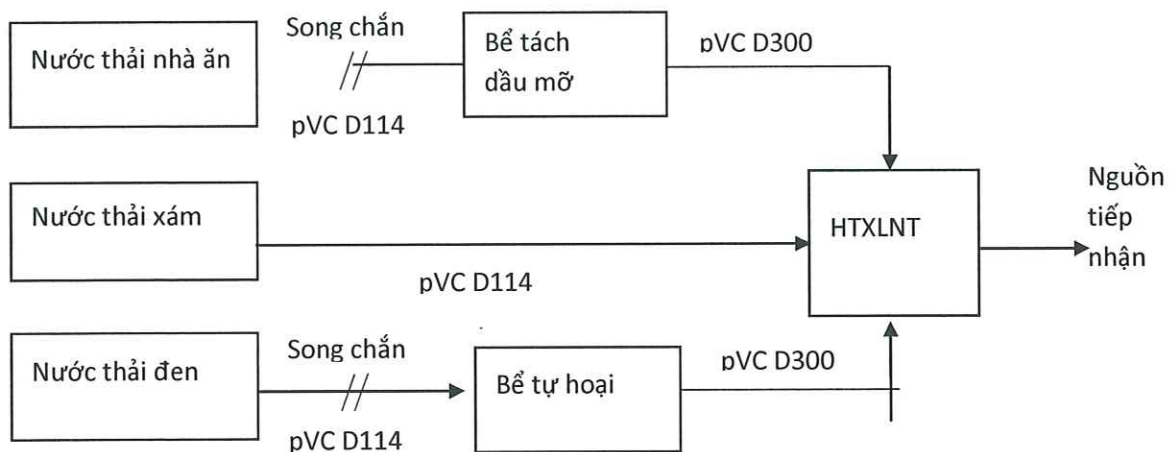 Nước thải nhà ăn
Song chắn
pVC D114
Bể tách
dầu mỡ
pVC D300
Nước thải xám
pVC D114
HTXLNT
Nguồn
tiếp
nhận
Nước thải đen
Song chắn
pVC D114
Bể tự hoại
pVC D300